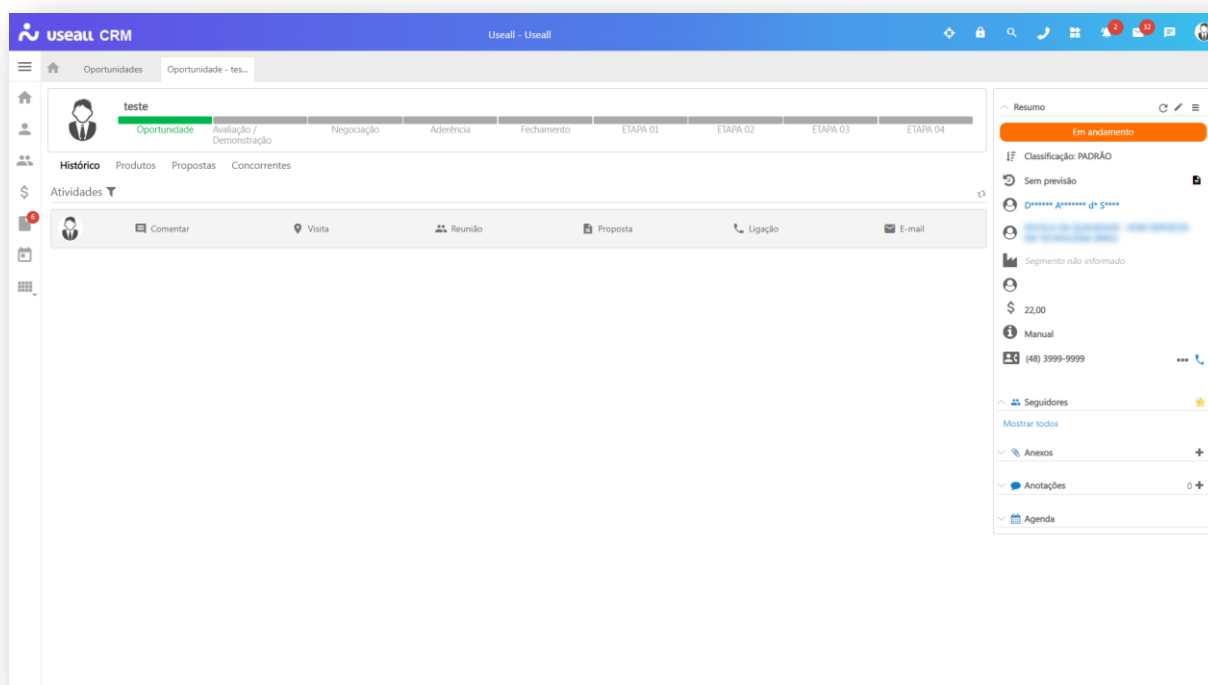 useall CRM
Useall - Useall
2
32
Oportunidades
Oportunidade - tes...
teste
Oportunidade
Avaliação /
Demonstração
Negociação
Aderência
Fechamento
ETAPA 01
ETAPA 02
ETAPA 03
ETAPA 04
Histórico
Produtos
Propostas
Concorrentes
Atividades
6
Comentar
Visita
Reunião
Proposta
Ligação
E-mail
Resumo
Em andamento
Classificação: PADRÃO
Sem previsão
D****** A******* d* S****
Segmento não informado
22,00
Manual
(48) 3999-9999
Seguidores
Mostrar todos
Anexos
Anotações
0
Agenda